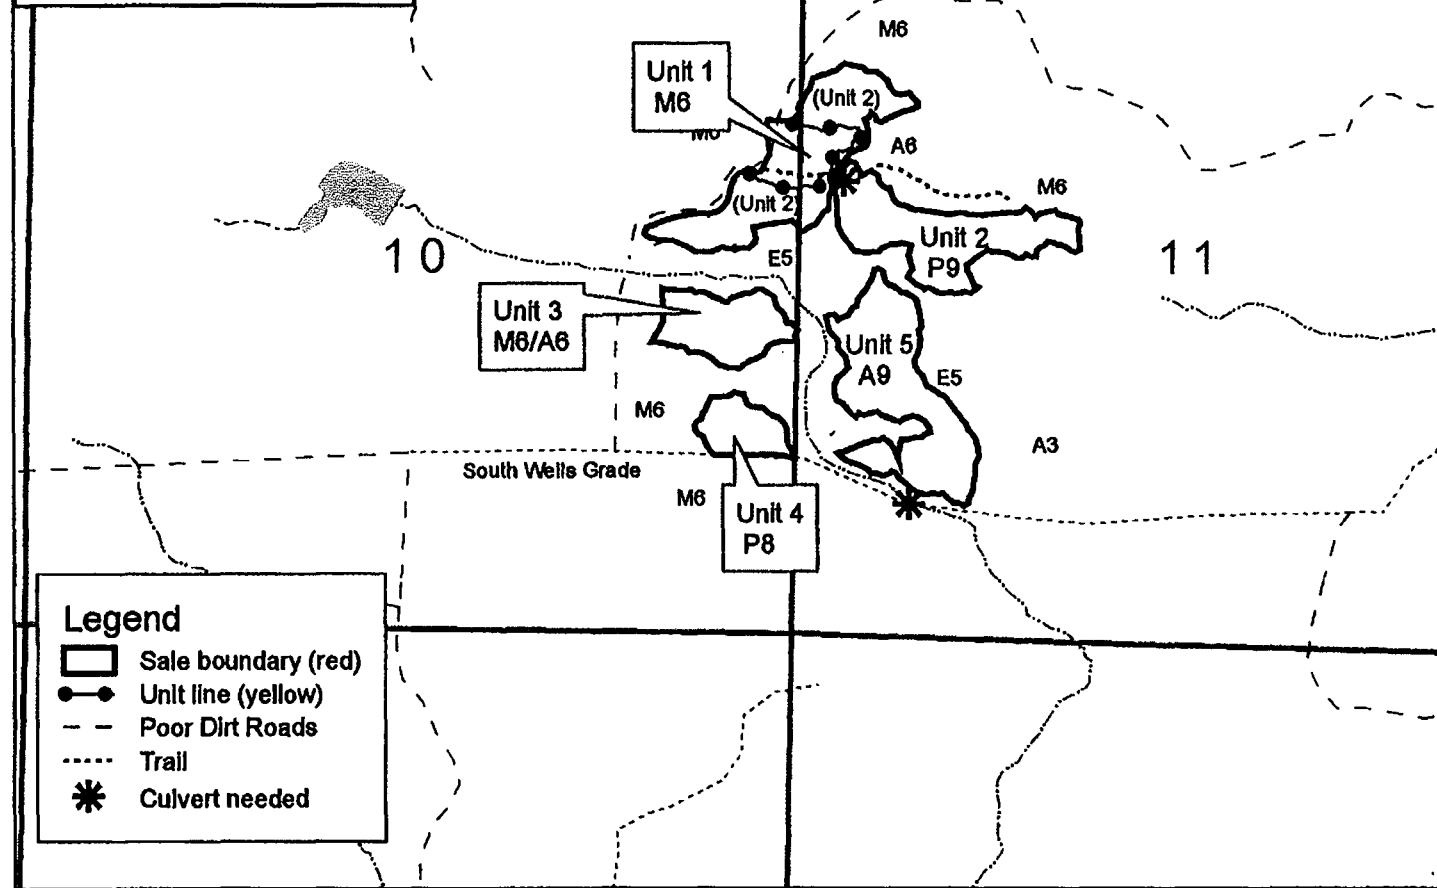 M6
Unit 1
M6
(Unit 2)
M6
A6
M6
(Unit 2)
10
Unit 2
P9
11
E5
Unit 3
M6/A6
Unit 5
A9
E5
M6
A3
South Wells Grade
M6
Unit 4
P8
Legend
Sale boundary (red)
Unit line (yellow)
Poor Dirt Roads
Trail
Culvert needed